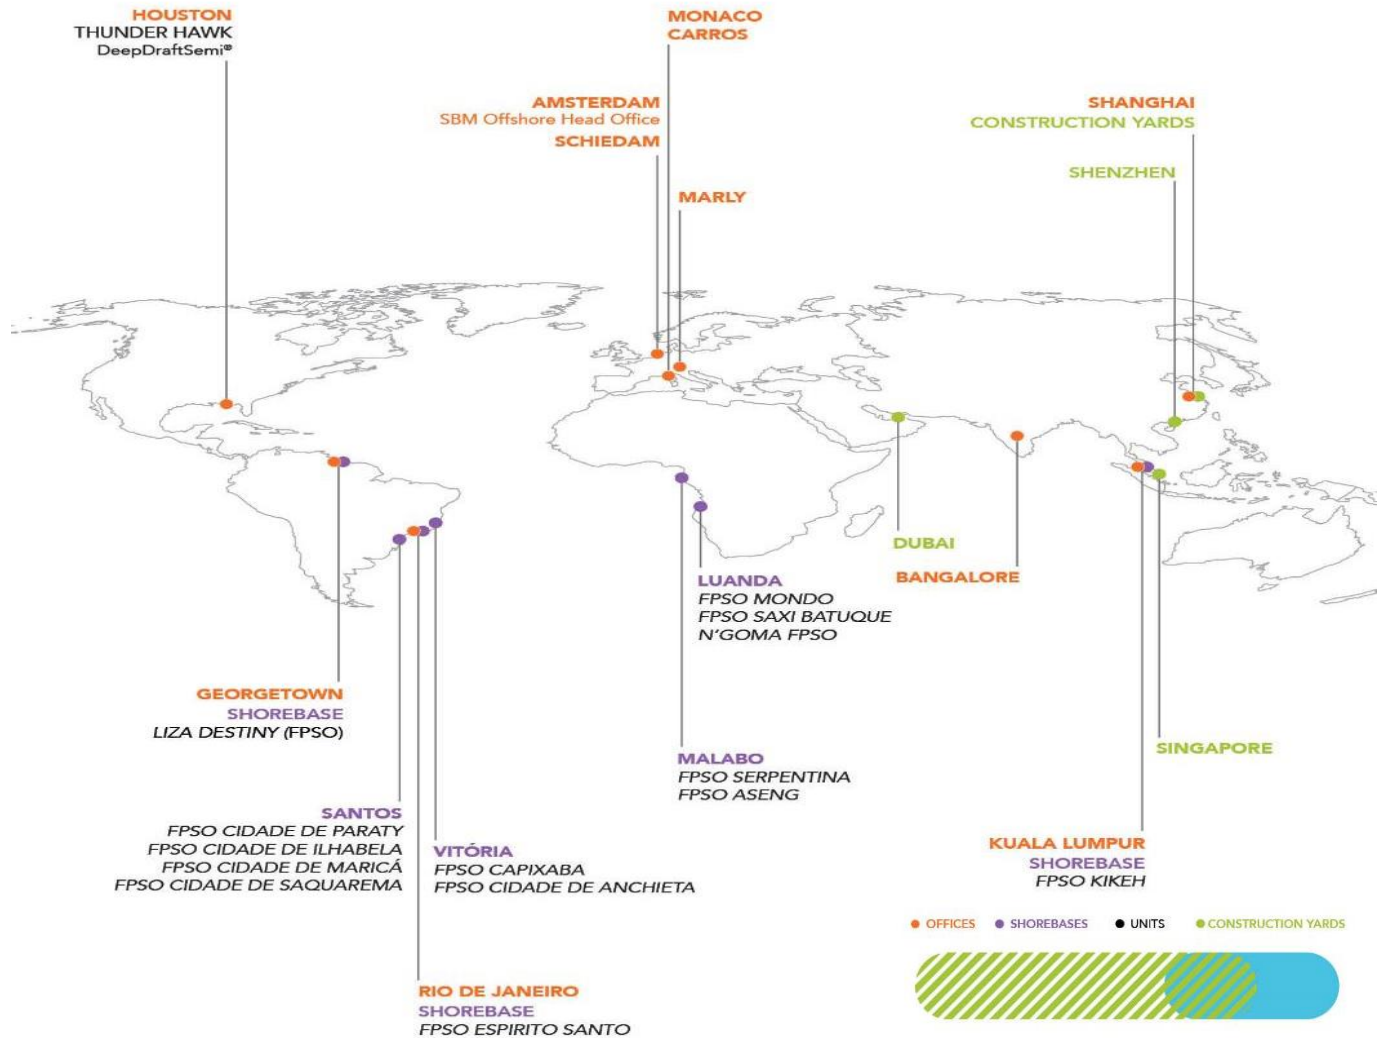 HOUSTON
THUNDER HAWK
DeepDraftSemi®
MONACO
CARROS
AMSTERDAM
SBM Offshore Head Office
SCHIEDAM
MARLY
SHANGHAI
CONSTRUCTION YARDS
SHENZHEN
DUBAI
BANGALORE
LUANDA
FPSO MONDO
FPSO SAXI BATUQUE
N'GOMA FPSO
GEORGETOWN
SHOREBASE
LIZA DESTINY (FPSO)
MALABO
FPSO SERPENTINA
FPSO ASENG
SINGAPORE
SANTOS
FPSO CIDADE DE PARATY
FPSO CIDADE DE ILHABELA
FPSO CIDADE DE MARICÁ
FPSO CIDADE DE SAQUAREMA
VITÓRIA
FPSO CAPIXABA
FPSO CIDADE DE ANCHIETA
KUALA LUMPUR
SHOREBASE
FPSO KIKEH
OFFICES SHOREBASES UNITS CONSTRUCTION YARDS
RIO DE JANEIRO
SHOREBASE
FPSO ESPIRITO SANTO